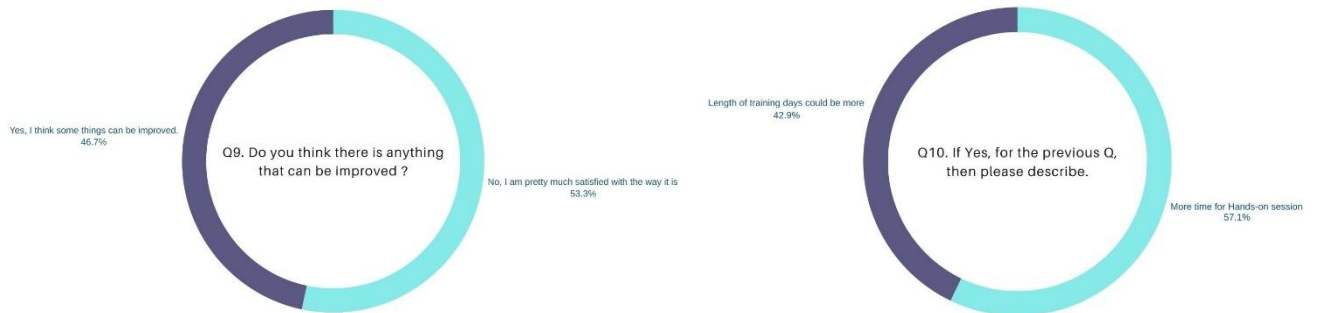 Yes, I think some things can be improved.
46.7%
Q9. Do you think there is anything
that can be improved ?
No, I am pretty much satisfied with the way it is
53.3%
Length of training days could be more
42.9%
Q10. If Yes, for the previous Q,
then please describe.
More time for Hands-on session
57.1%